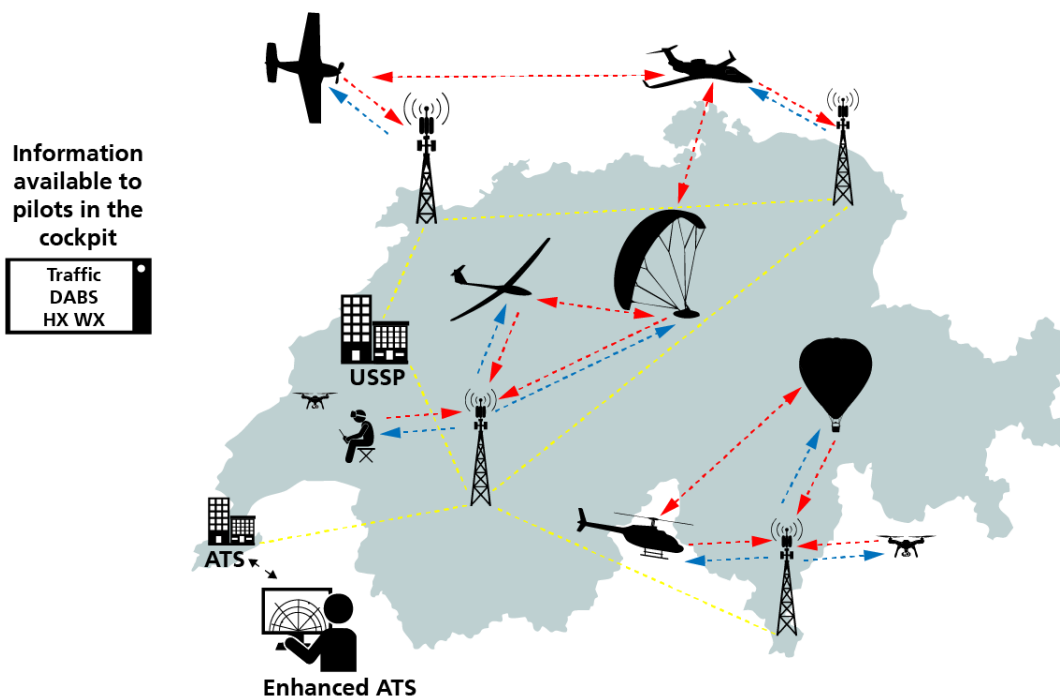 Information
available to
pilots in the
cockpit
Traffic
DABS
HX WX
USSP
ATS
Enhanced ATS